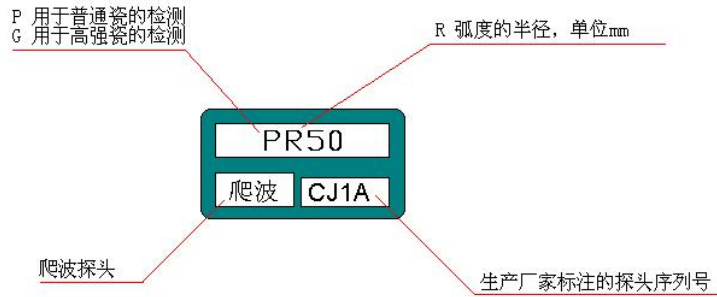 P 用于普通瓷的检测
G 用于高强瓷的检测
R 弧度的半径，单位mm
PR50
爬波
CJ1A
爬波探头
生产厂家标注的探头序列号